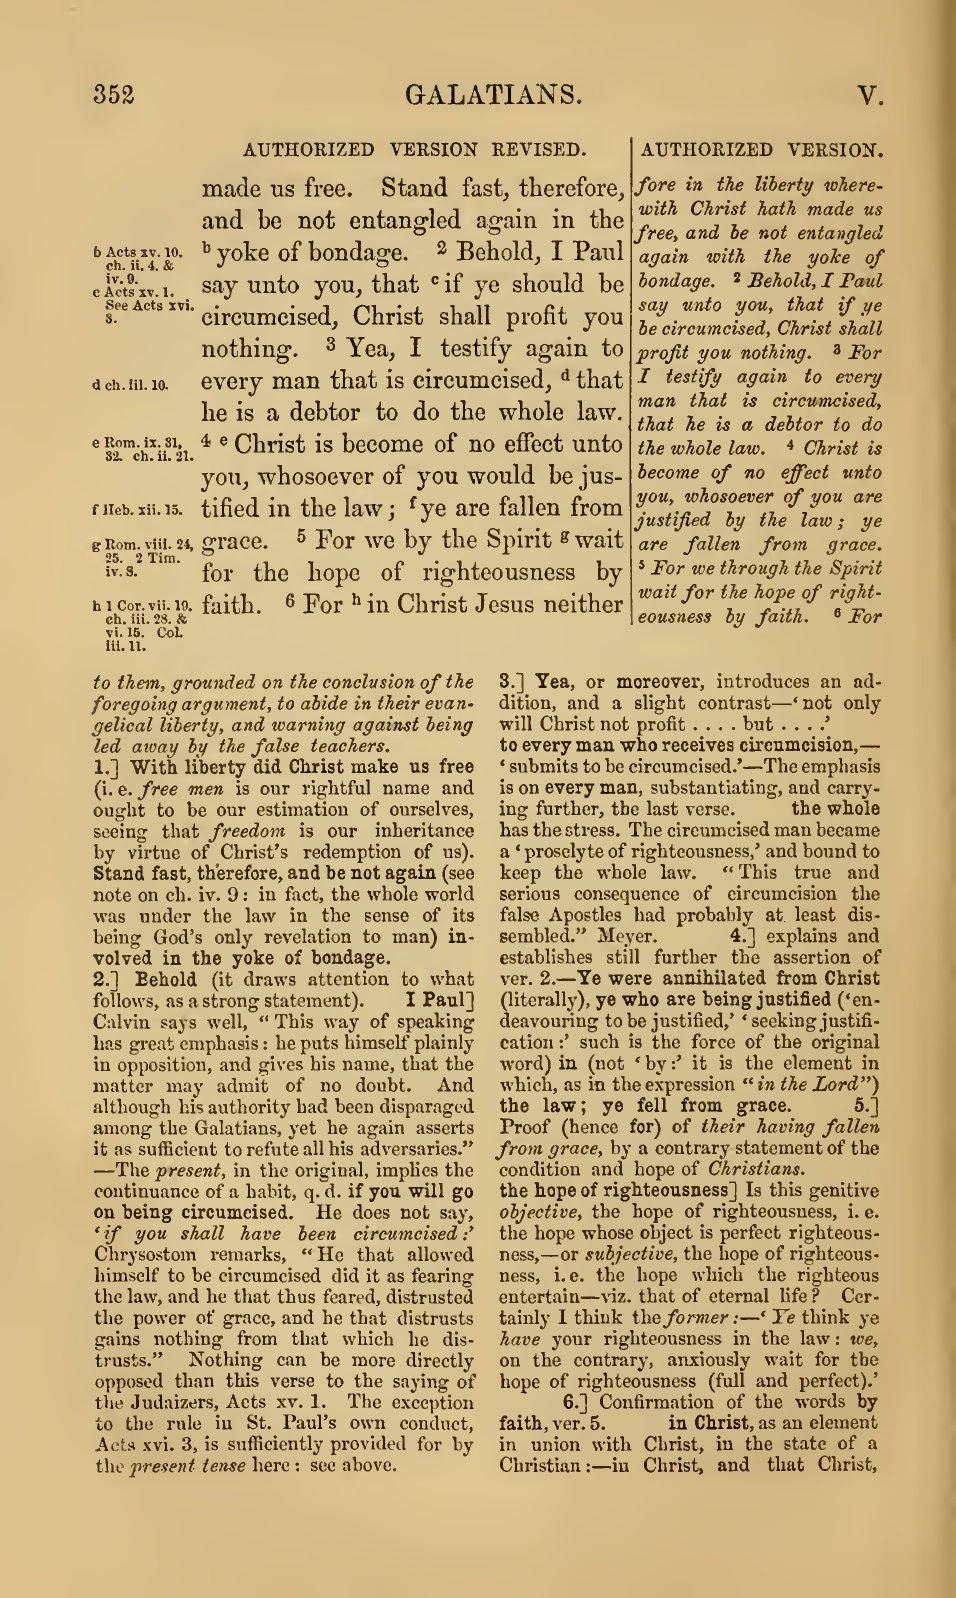 352
GALATIANS.
V.
AUTHORIZED VERSION REVISED.
made us free. Stand fast, therefore,
and be not entangled again in the
b yoke of bondage. 2 Behold, I Paul
say unto you, that c if ye should be
circumcised, Christ shall profit you
nothing. 3 Yea, I testify again to
every man that is circumcised, d that
he is a debtor to do the whole law.
4 e Christ is become of no effect unto
you, whosoever of you would be jus-
tified in the law; f ye are fallen from
grace. 5 For we by the Spirit g wait
for the hope of righteousness by
faith. 6 For h in Christ Jesus neither
b Acts xv. 10.
ch. ii. 4. &
iv. 9.
c Acts xv. 1.
See Acts xvi.
3.
d ch. iii. 10.
e Rom. ix. 31,
32. ch. ii. 21.
f Heb. xii. 15.
g Rom. viii. 24,
25. 2 Tim.
iv. 8.
h 1 Cor. vii. 19.
ch. iii. 28. &
vi. 15. Col.
iii. 11.
AUTHORIZED VERSION.
fore in the liberty where-
with Christ hath made us
free, and be not entangled
again with the yoke of
bondage. 2 Behold, I Paul
say unto you, that if ye
be circumcised, Christ shall
profit you nothing. 3 For
I testify again to every
man that is circumcised,
that he is a debtor to do
the whole law. 4 Christ is
become of no effect unto
you, whosoever of you are
justified by the law; ye
are fallen from grace.
5 For we through the Spirit
wait for the hope of right-
eousness by faith. 6 For
to them, grounded on the conclusion of the
foregoing argument, to abide in their evan-
gelical liberty, and warning against being
led away by the false teachers.
1.] With liberty did Christ make us free
(i. e. free men is our rightful name and
ought to be our estimation of ourselves,
seeing that freedom is our inheritance
by virtue of Christ's redemption of us).
Stand fast, therefore, and be not again (see
note on ch. iv. 9: in fact, the whole world
was under the law in the sense of its
being God's only revelation to man) in-
volved in the yoke of bondage.
2.] Behold (it draws attention to what
follows, as a strong statement). I Paul]
Calvin says well, "This way of speaking
has great emphasis: he puts himself plainly
in opposition, and gives his name, that the
matter may admit of no doubt. And
although his authority had been disparaged
among the Galatians, yet he again asserts
it as sufficient to refute all his adversaries."
—The present, in the original, implies the
continuance of a habit, q. d. if you will go
on being circumcised. He does not say,
'if you shall have been circumcised:'
Chrysostom remarks, "He that allowed
himself to be circumcised did it as fearing
the law, and he that thus feared, distrusted
the power of grace, and he that distrusts
gains nothing from that which he dis-
trusts." Nothing can be more directly
opposed than this verse to the saying of
the Judaizers, Acts xv. 1. The exception
to the rule in St. Paul's own conduct,
Acts xvi. 3, is sufficiently provided for by
the present tense here: see above.
3.] Yea, or moreover, introduces an ad-
dition, and a slight contrast—'not only
will Christ not profit . . . . but . . . .'
to every man who receives circumcision,—
'submits to be circumcised.'—The emphasis
is on every man, substantiating, and carry-
ing further, the last verse. the whole
has the stress. The circumcised man became
a 'proselyte of righteousness,' and bound to
keep the whole law. "This true and
serious consequence of circumcision the
false Apostles had probably at least dis-
sembled." Meyer. 4.] explains and
establishes still further the assertion of
ver. 2.—Ye were annihilated from Christ
(literally), ye who are being justified ('en-
deavouring to be justified,' 'seeking justifi-
cation:' such is the force of the original
word) in (not 'by:' it is the element in
which, as in the expression "in the Lord")
the law; ye fell from grace. 5.]
Proof (hence for) of their having fallen
from grace, by a contrary statement of the
condition and hope of Christians.
the hope of righteousness] Is this genitive
objective, the hope of righteousness, i. e.
the hope whose object is perfect righteous-
ness,—or subjective, the hope of righteous-
ness, i. e. the hope which the righteous
entertain—viz. that of eternal life? Cer-
tainly I think the former:—'Ye think ye
have your righteousness in the law: we,
on the contrary, anxiously wait for the
hope of righteousness (full and perfect).'
6.] Confirmation of the words by
faith, ver. 5. in Christ, as an element
in union with Christ, in the state of a
Christian:—in Christ, and that Christ,